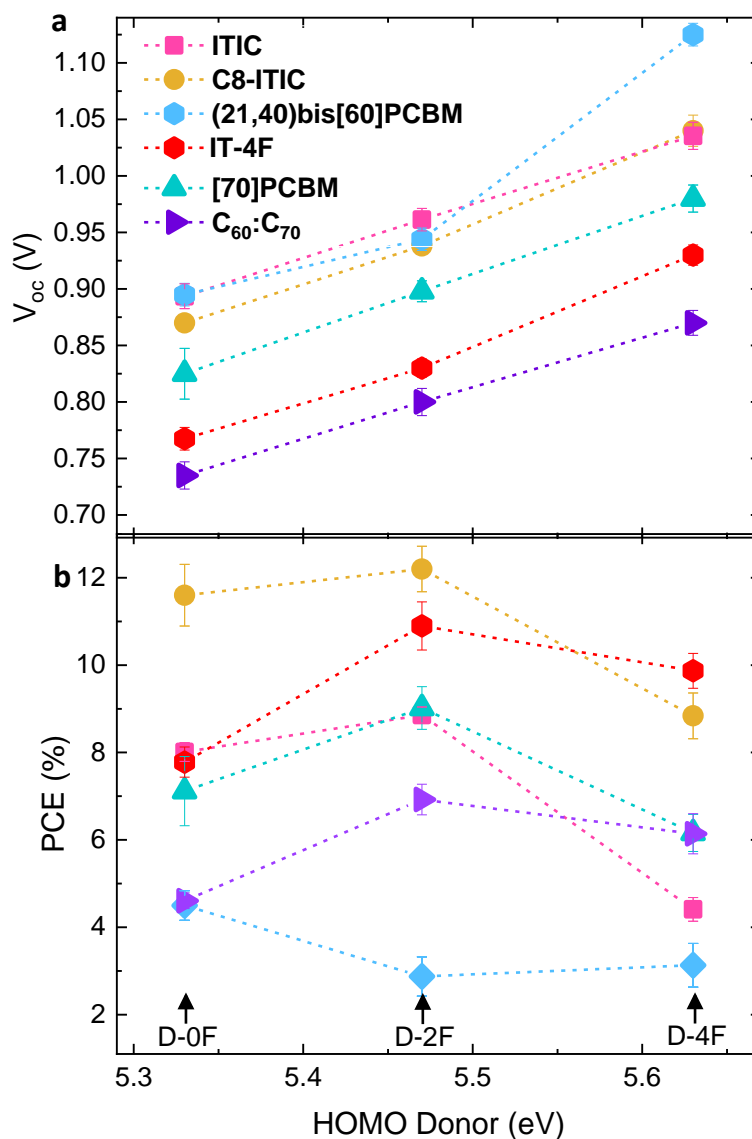 a
ITIC
C8-ITIC
(21,40)bis[60]PCBM
IT-4F
[70]PCBM
C₆₀:C₇₀
V_oc (V)
1.10
1.05
1.00
0.95
0.90
0.85
0.80
0.75
0.70
b
PCE (%)
12
10
8
6
4
2
D-0F D-2F D-4F
5.3 5.4 5.5 5.6
HOMO Donor (eV)